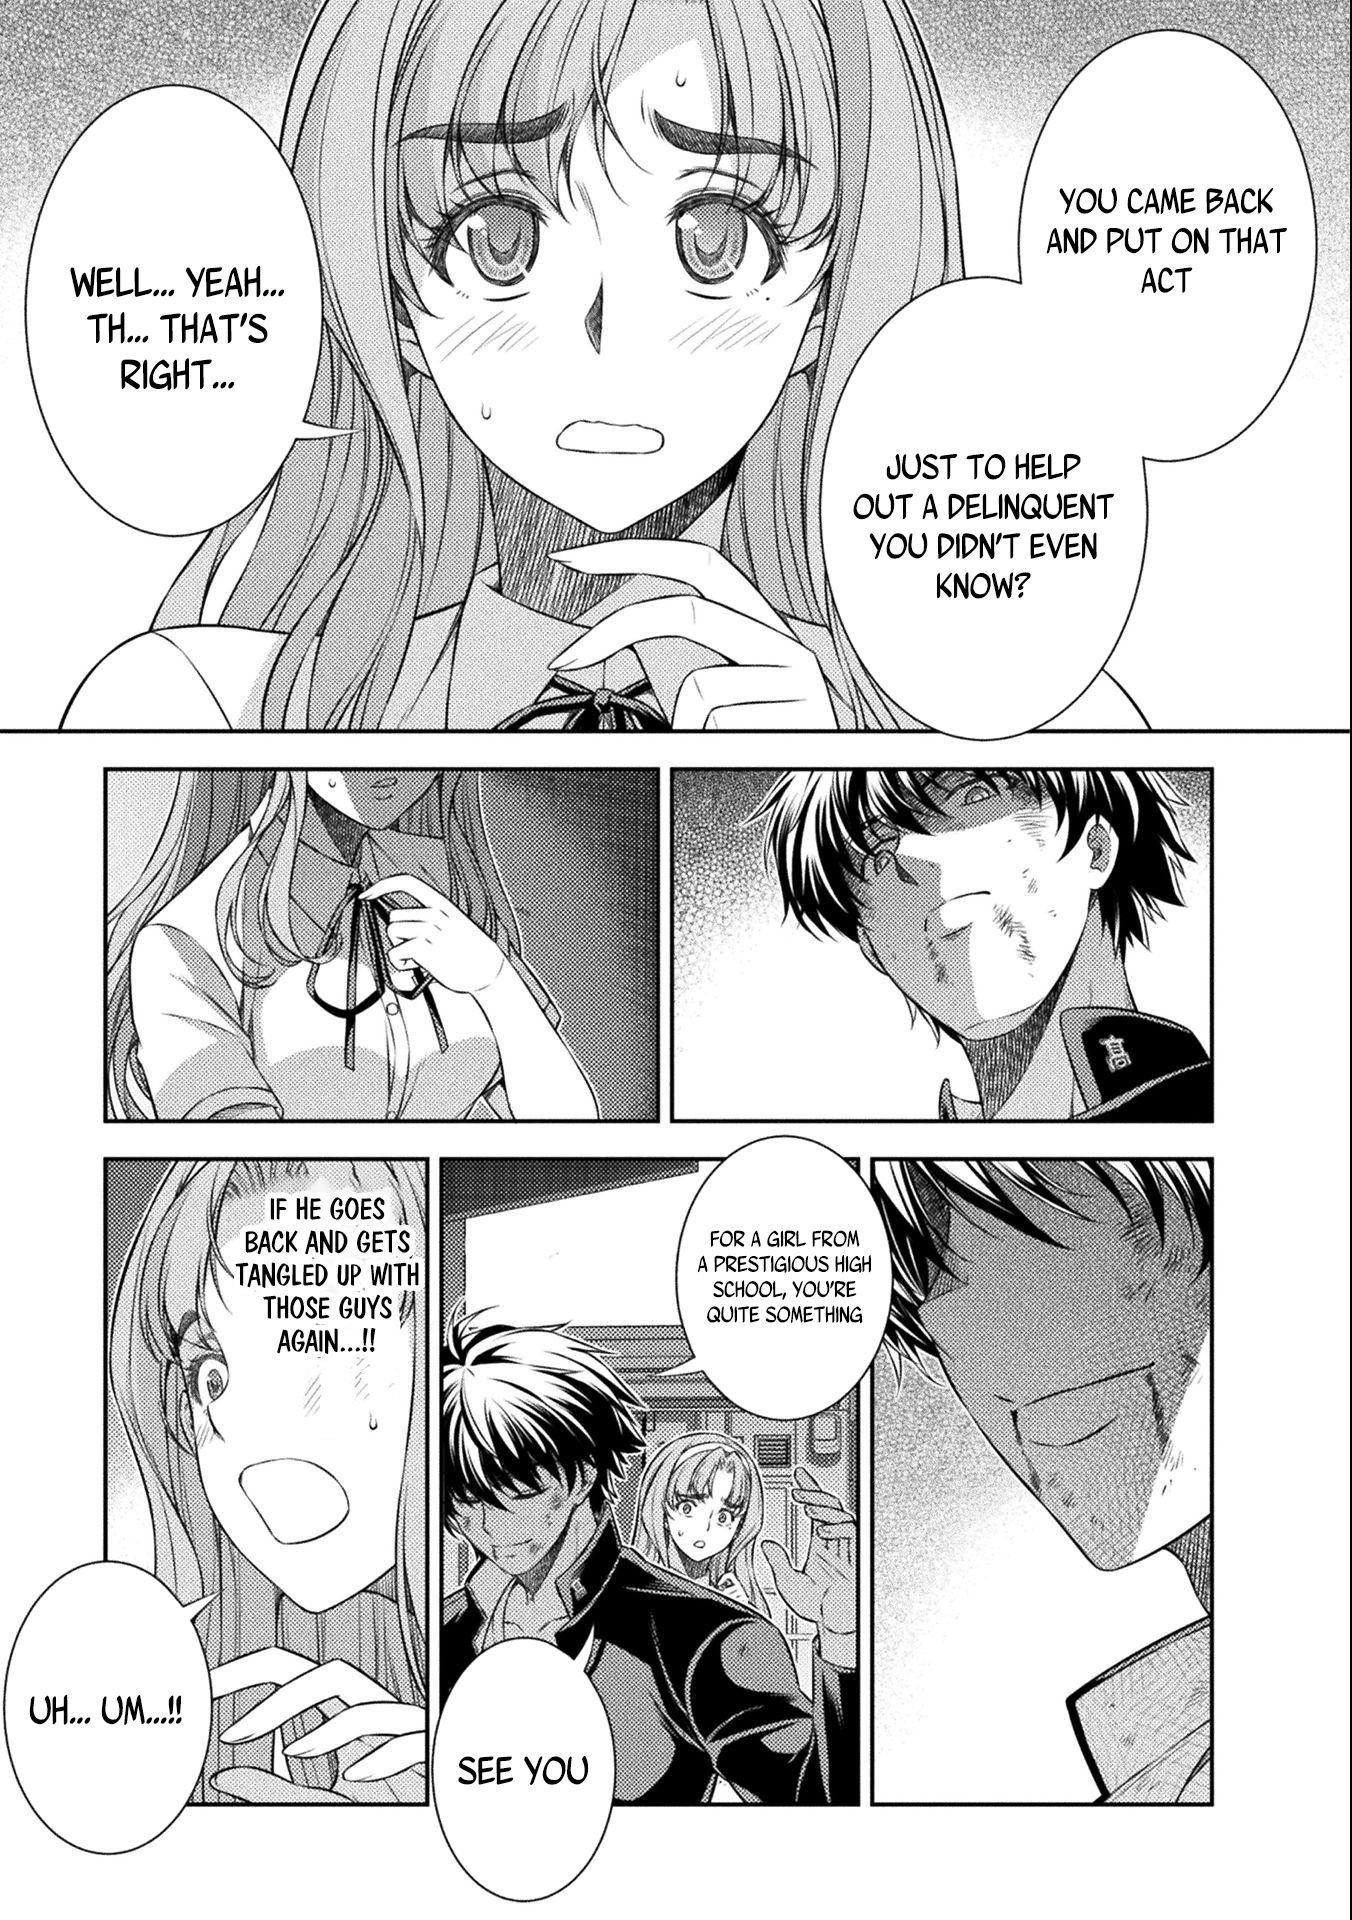 YOU CAME BACK
AND PUT ON THAT
ACT
JUST TO HELP
OUT A DELINQUENT
YOU DIDN'T EVEN
KNOW?
WELL... YEAH...
TH... THAT'S
RIGHT...
高
FOR A GIRL FROM
A PRESTIGIOUS HIGH
SCHOOL, YOU'RE
QUITE SOMETHING
SEE YOU
IF HE GOES
BACK AND GETS
TANGLED UP WITH
THOSE GUYS
AGAIN...!!
UH... UM...!!